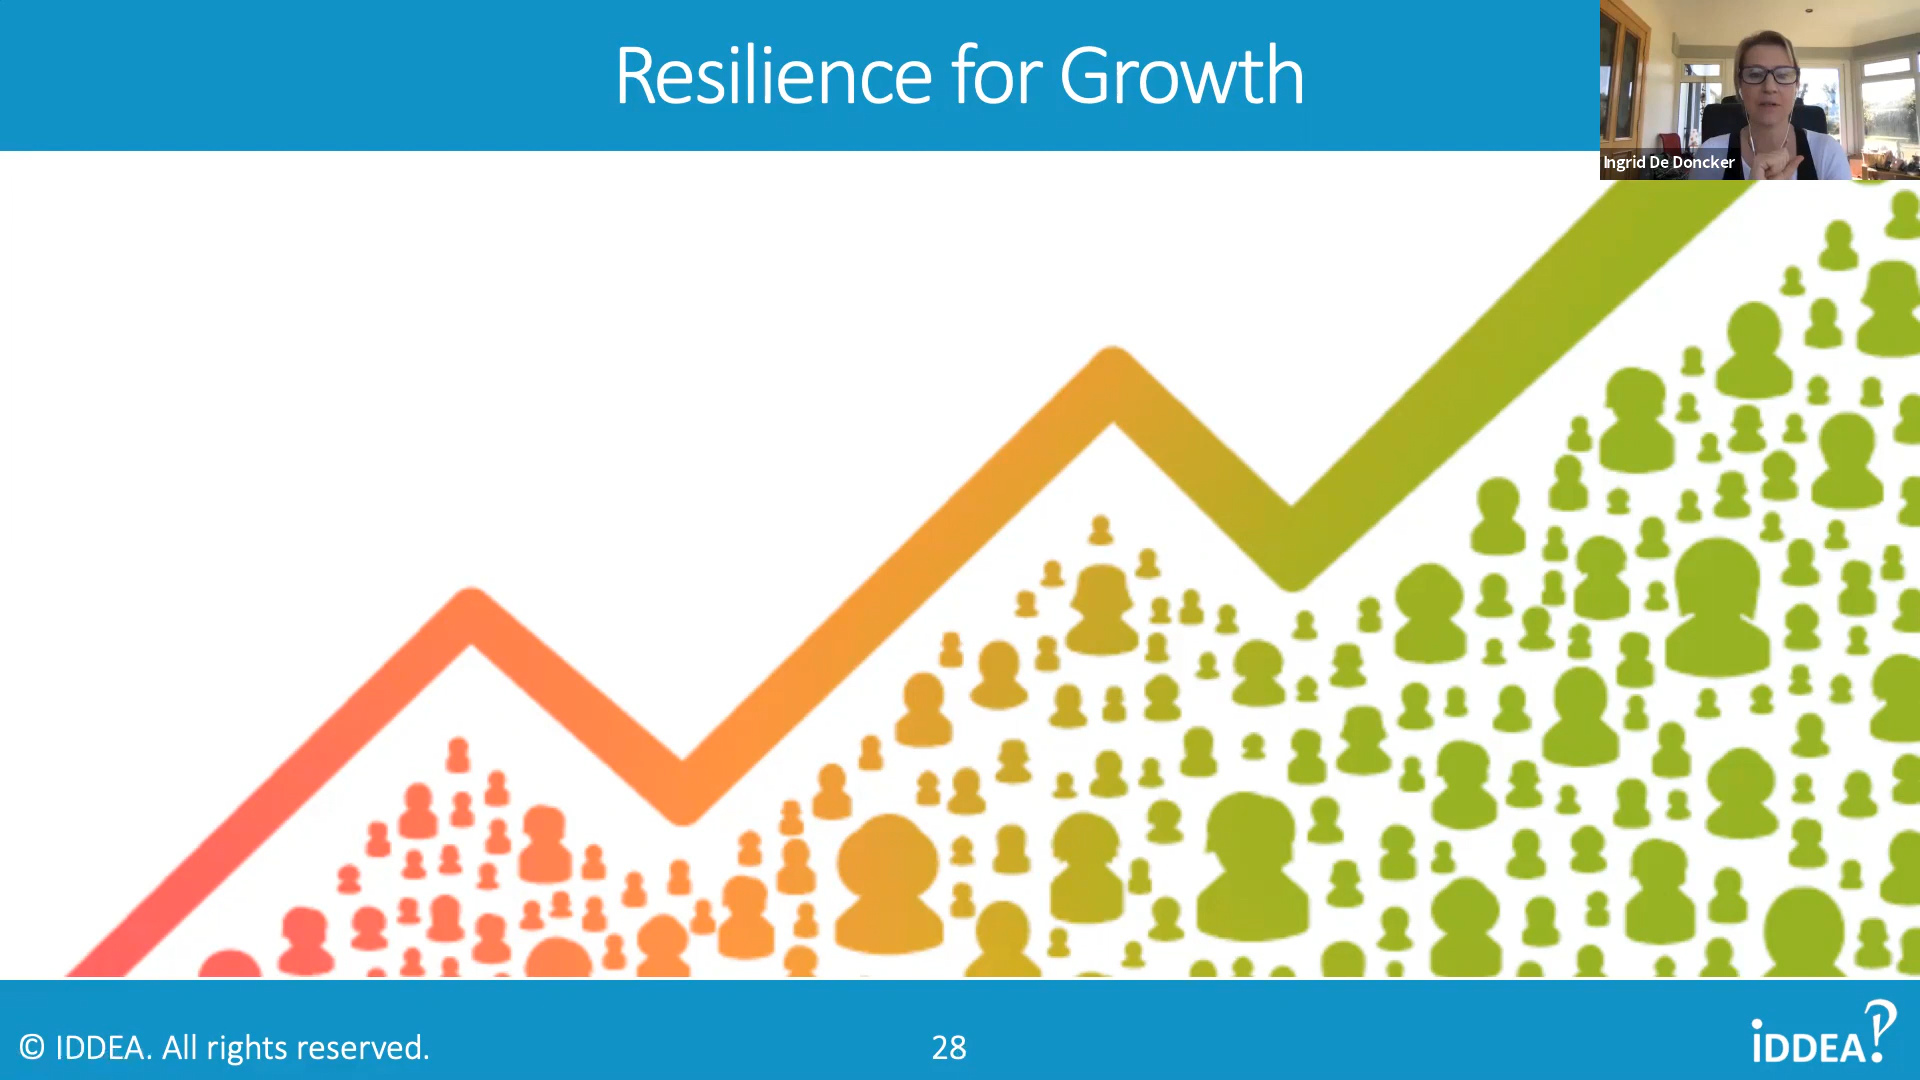 Resilience for Growth
Ingrid De Doncker
© IDDEA. All rights reserved.
28
iDDEA?